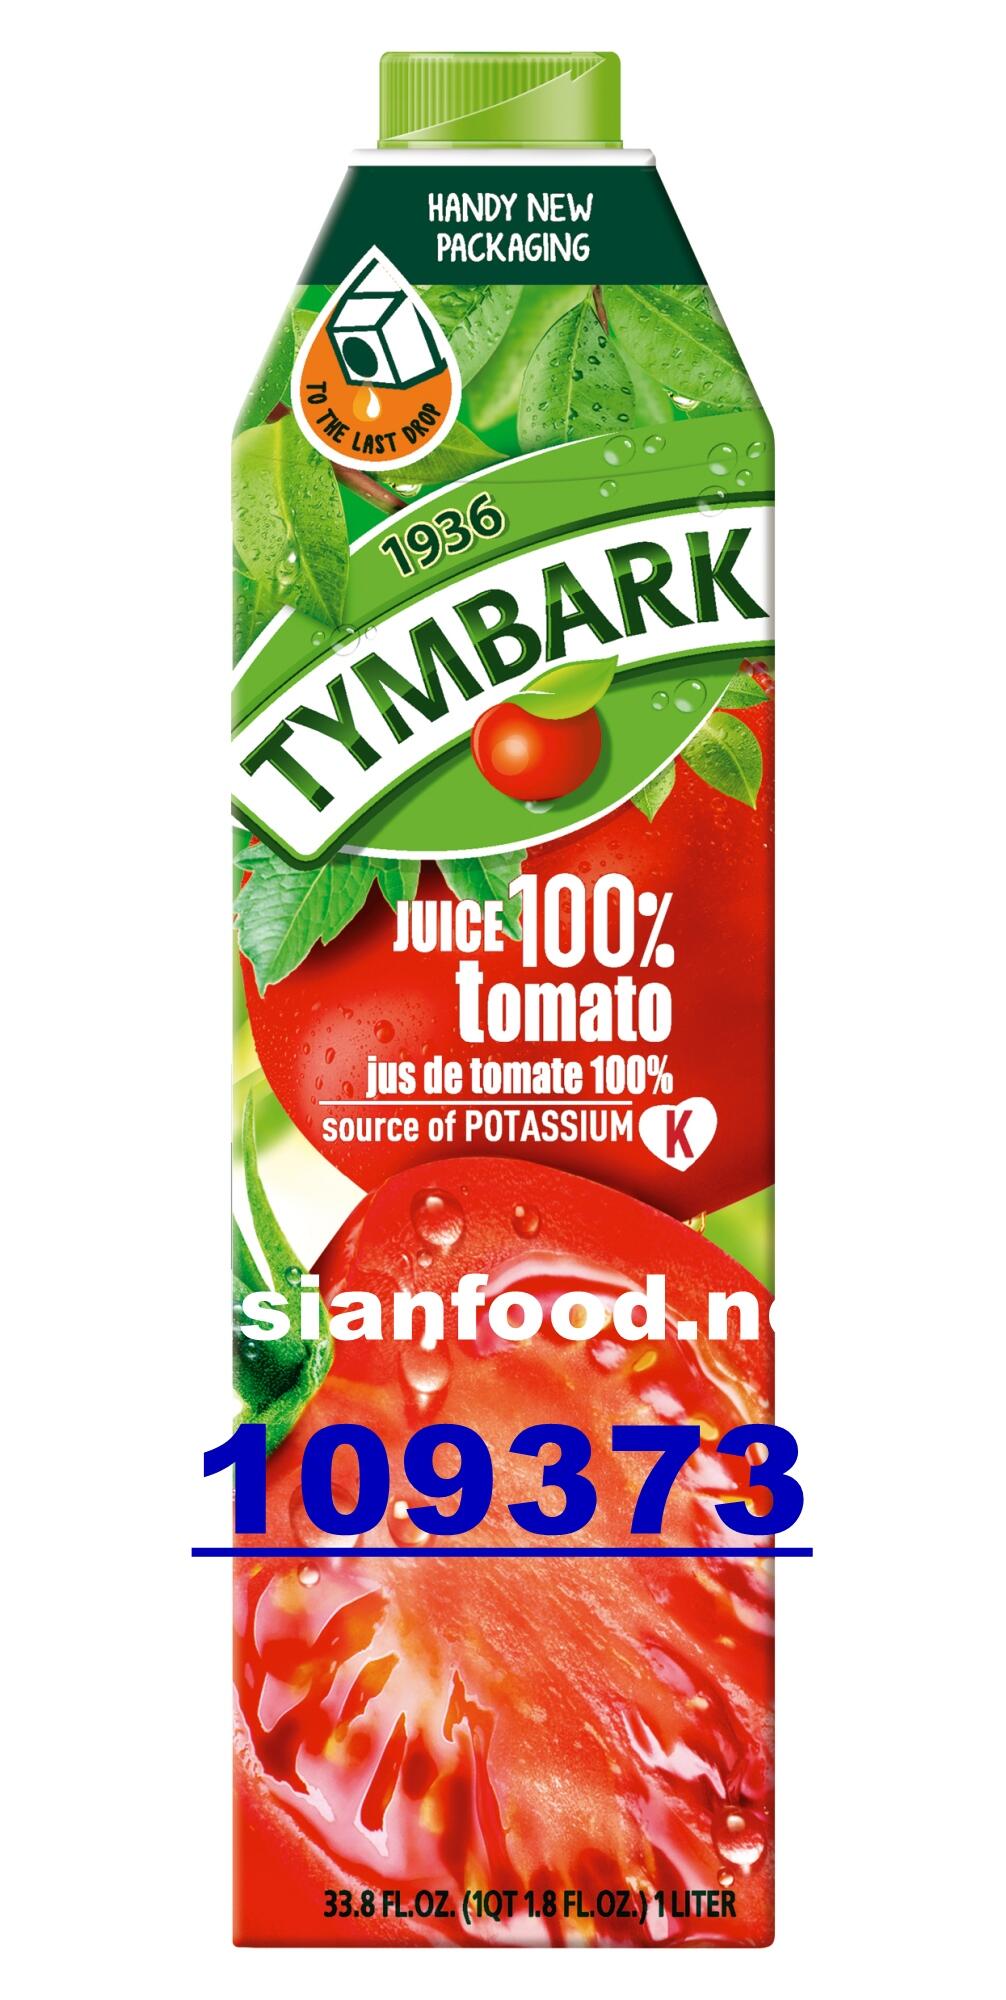 HANDY NEW
PACKAGING
TO THE LAST DROP
1936
TYMBARK
JUICE 100%
tomato
jus de tomate 100%
source of POTASSIUM K
sianfood.n
109373
33.8 FL.OZ. (1QT 1.8 FL.OZ.) 1 LITER